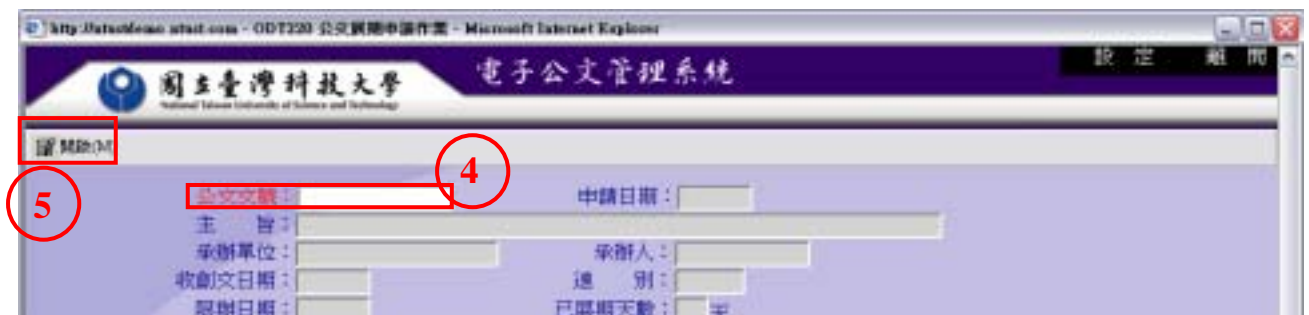 http://ntustdemo.ntust.com - ODT320 公文展期申請作業 - Microsoft Internet Explorer
國立臺灣科技大學 電子公文管理系統 設 定 離 開
National Taiwan University of Science and Technology
開啟(M)
4
5
公文文號： 申請日期：
主 旨：
承辦單位： 承辦人：
收創文日期： 速 別：
限辦日期： 已展期天數： 天